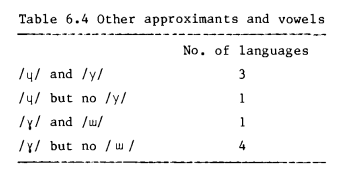 Table 6.4 Other approximants and vowels
No. of languages
/ɥ/ and /y/ 3
/ɥ/ but no /y/ 1
/ɣ/ and /ɯ/ 1
/ɣ/ but no /ɯ/ 4